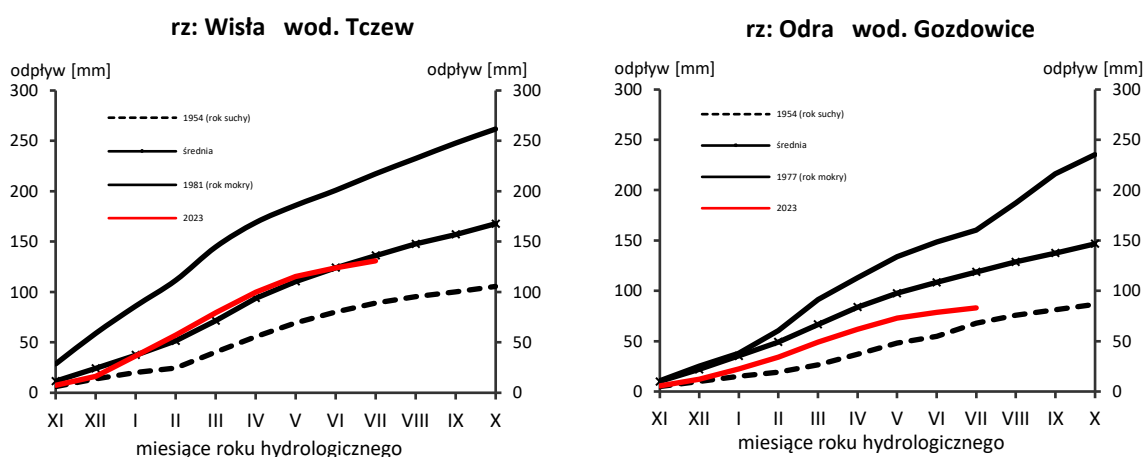 rz: Wisła wod. Tczew
odpływ [mm]
odpływ [mm]
300
250
200
150
100
50
0
1954 (rok suchy)
średnia
1981 (rok mokry)
2023
300
250
200
150
100
50
0
XI XII I II III IV V VI VII VIII IX X
miesiące roku hydrologicznego
rz: Odra wod. Gozdowice
odpływ [mm]
odpływ [mm]
300
250
200
150
100
50
0
1954 (rok suchy)
średnia
1977 (rok mokry)
2023
300
250
200
150
100
50
0
XI XII I II III IV V VI VII VIII IX X
miesiące roku hydrologicznego